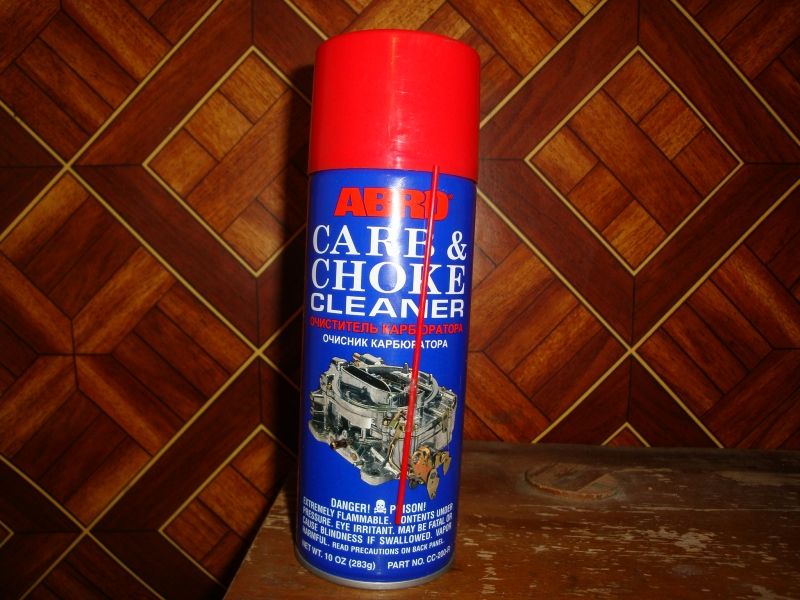 ABRO
CARB &
CHOKE
CLEANER
ОЧИСТИТЕЛЬ КАРБЮРАТОРА
ОЧИСНИК КАРБЮРАТОРА
DANGER! POISON!
EXTREMELY FLAMMABLE. CONTENTS UNDER
PRESSURE. EYE IRRITANT. MAY BE FATAL OR
CAUSE BLINDNESS IF SWALLOWED. VAPOR
HARMFUL. READ PRECAUTIONS ON BACK PANEL.
NET WT. 10 OZ (283g) PART NO. CC-200-R